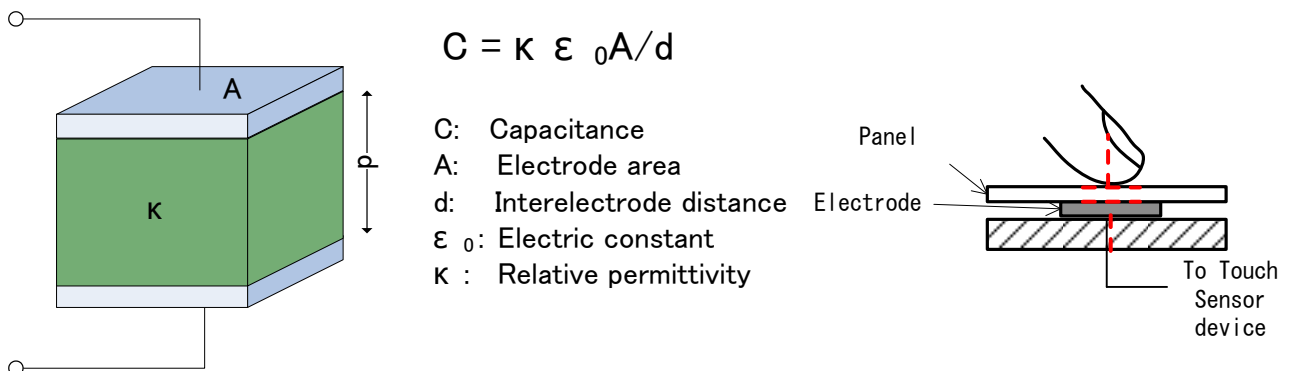 C = κ ε ₀A/d
A
κ
d
C: Capacitance
A: Electrode area
d: Interelectrode distance
ε ₀: Electric constant
κ : Relative permittivity
Panel
Electrode
To Touch
Sensor
device